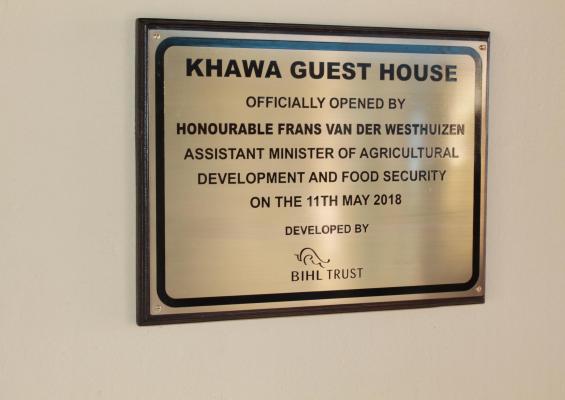 KHAWA GUEST HOUSE
OFFICIALLY OPENED BY
HONOURABLE FRANS VAN DER WESTHUIZEN
ASSISTANT MINISTER OF AGRICULTURAL
DEVELOPMENT AND FOOD SECURITY
ON THE 11TH MAY 2018
DEVELOPED BY
BIHL TRUST